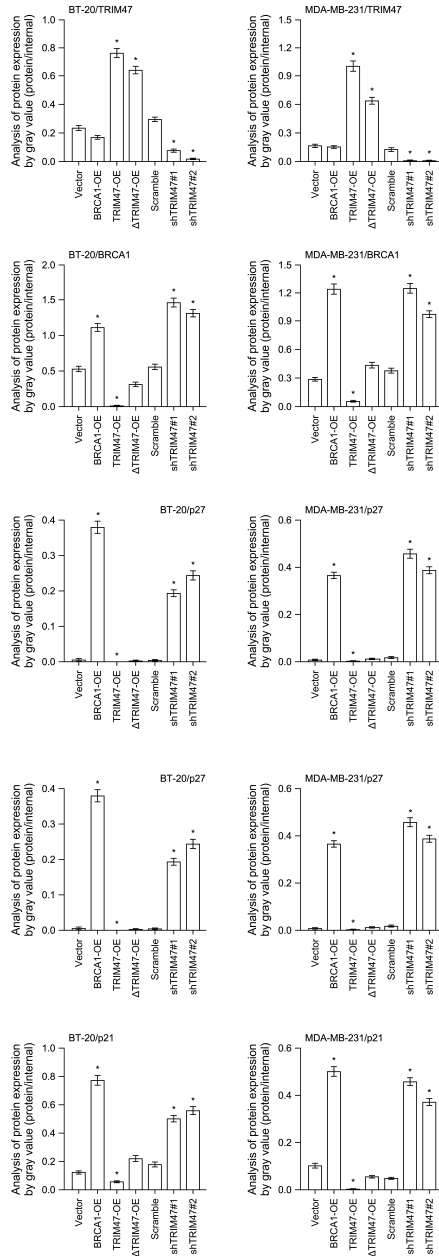 BT-20/TRIM47
Analysis of protein expression
by gray value (protein/internal)
1.0
0.8
0.6
0.4
0.2
0.0
*
*
*
*
Vector
BRCA1-OE
TRIM47-OE
ΔTRIM47-OE
Scramble
shTRIM47#1
shTRIM47#2
MDA-MB-231/TRIM47
Analysis of protein expression
by gray value (protein/internal)
1.5
1.2
0.9
0.6
0.3
0.0
*
*
*
*
Vector
BRCA1-OE
TRIM47-OE
ΔTRIM47-OE
Scramble
shTRIM47#1
shTRIM47#2
BT-20/BRCA1
Analysis of protein expression
by gray value (protein/internal)
2.0
1.5
1.0
0.5
0.0
*
*
*
*
Vector
BRCA1-OE
TRIM47-OE
ΔTRIM47-OE
Scramble
shTRIM47#1
shTRIM47#2
MDA-MB-231/BRCA1
Analysis of protein expression
by gray value (protein/internal)
1.5
1.2
0.9
0.6
0.3
0.0
*
*
*
*
Vector
BRCA1-OE
TRIM47-OE
ΔTRIM47-OE
Scramble
shTRIM47#1
shTRIM47#2
BT-20/p27
Analysis of protein expression
by gray value (protein/internal)
0.4
0.3
0.2
0.1
0.0
*
*
*
*
Vector
BRCA1-OE
TRIM47-OE
ΔTRIM47-OE
Scramble
shTRIM47#1
shTRIM47#2
MDA-MB-231/p27
Analysis of protein expression
by gray value (protein/internal)
0.6
0.4
0.2
0.0
*
*
*
*
Vector
BRCA1-OE
TRIM47-OE
ΔTRIM47-OE
Scramble
shTRIM47#1
shTRIM47#2
BT-20/p27
Analysis of protein expression
by gray value (protein/internal)
0.4
0.3
0.2
0.1
0.0
*
*
*
*
Vector
BRCA1-OE
TRIM47-OE
ΔTRIM47-OE
Scramble
shTRIM47#1
shTRIM47#2
MDA-MB-231/p27
Analysis of protein expression
by gray value (protein/internal)
0.6
0.4
0.2
0.0
*
*
*
*
Vector
BRCA1-OE
TRIM47-OE
ΔTRIM47-OE
Scramble
shTRIM47#1
shTRIM47#2
BT-20/p21
Analysis of protein expression
by gray value (protein/internal)
1.0
0.8
0.6
0.4
0.2
0.0
*
*
*
*
Vector
BRCA1-OE
TRIM47-OE
ΔTRIM47-OE
Scramble
shTRIM47#1
shTRIM47#2
MDA-MB-231/p21
Analysis of protein expression
by gray value (protein/internal)
0.6
0.4
0.2
0.0
*
*
*
*
Vector
BRCA1-OE
TRIM47-OE
ΔTRIM47-OE
Scramble
shTRIM47#1
shTRIM47#2